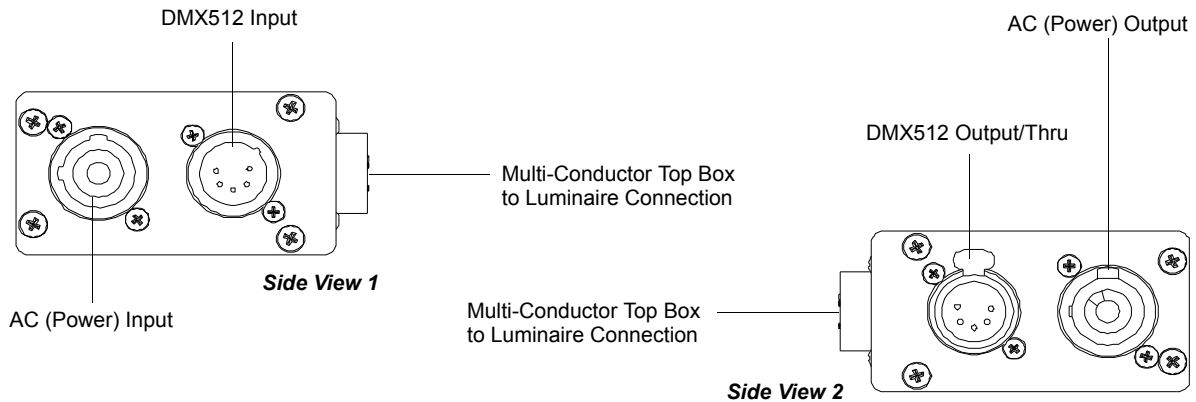 DMX512 Input
AC (Power) Output
DMX512 Output/Thru
Multi-Conductor Top Box
to Luminaire Connection
Side View 1
AC (Power) Input
Multi-Conductor Top Box
to Luminaire Connection
Side View 2